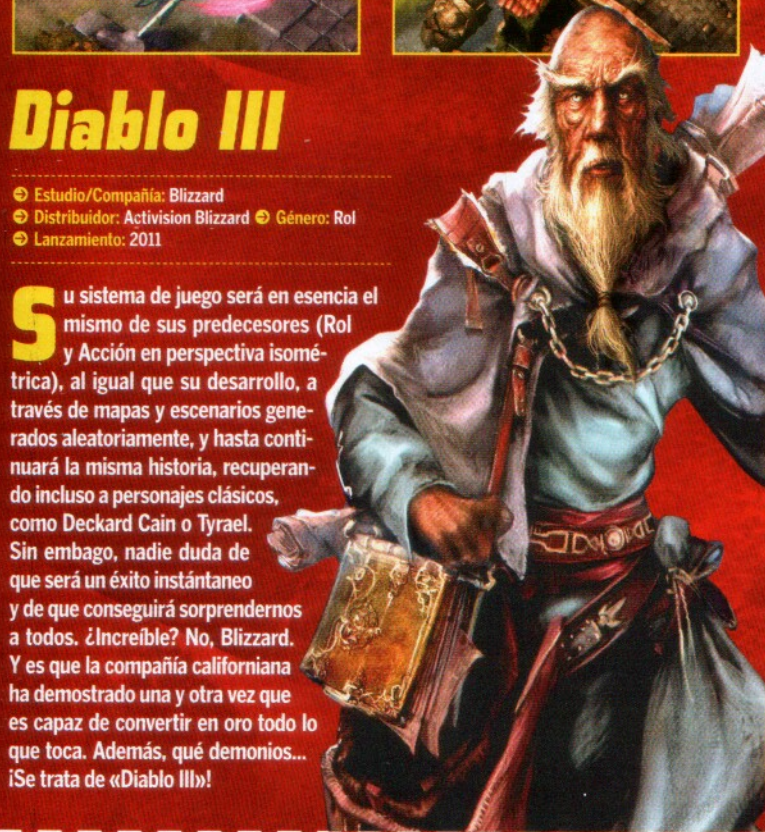 Diablo III
Estudio/Compañía: Blizzard
Distribuidor: Activision Blizzard Género: Rol
Lanzamiento: 2011
Su sistema de juego será en esencia el
mismo de sus predecesores (Rol
y Acción en perspectiva isomé-
trica), al igual que su desarrollo, a
través de mapas y escenarios gene-
rados aleatoriamente, y hasta conti-
nuará la misma historia, recuperan-
do incluso a personajes clásicos,
como Deckard Cain o Tyrael.
Sin embago, nadie duda de
que será un éxito instántaneo
y de que conseguirá sorprendernos
a todos. ¿Increíble? No, Blizzard.
Y es que la compañía californiana
ha demostrado una y otra vez que
es capaz de convertir en oro todo lo
que toca. Además, qué demonios...
¡Se trata de «Diablo III»!